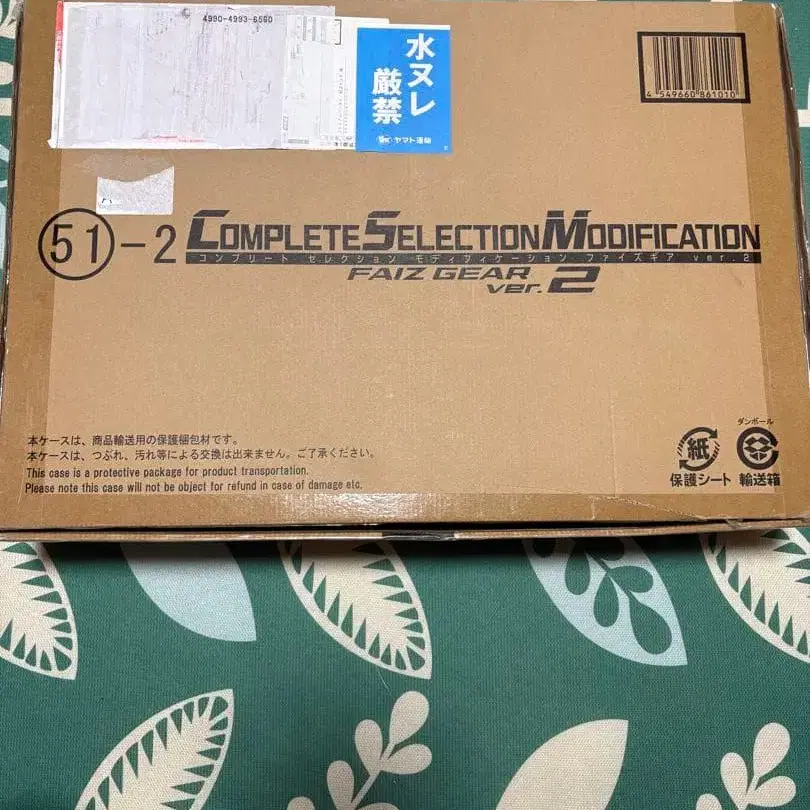 4990-4993-6560
水ヌレ
厳禁
ヤマト運輸
4 549660 861010
51-2 COMPLETE SELECTION MODIFICATION
コンプリート セレクション モディフィケーション ファイズギア ver.2
FAIZ GEAR
ver.2
本ケースは、商品輸送用の保護梱包材です。
本ケースは、つぶれ、汚れ等による交換は出来ません。ご了承ください。
This case is a protective package for product transportation.
Please note this case will not be object for refund in case of damage etc.
紙
保護シート
ダンボール
輸送箱